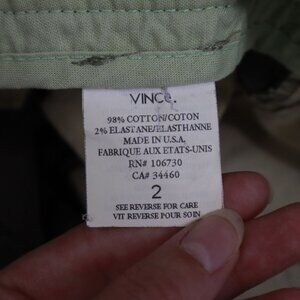 VINCE.
98% COTTON/COTON
2% ELASTANE/ELASTHANNE
MADE IN U.S.A.
FABRIQUE AUX ETATS-UNIS
RN# 106730
CA# 34460
2
SEE REVERSE FOR CARE
VIT REVERSE POUR SOIN